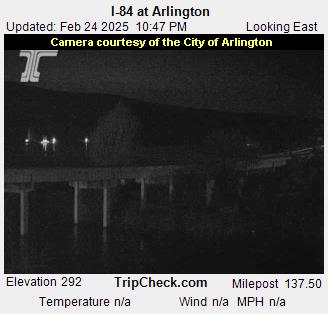 I-84 at Arlington
Updated: Feb 24 2025 10:47 PM Looking East
Camera courtesy of the City of Arlington
Elevation 292 TripCheck.com Milepost 137.50
Temperature n/a Wind n/a MPH n/a